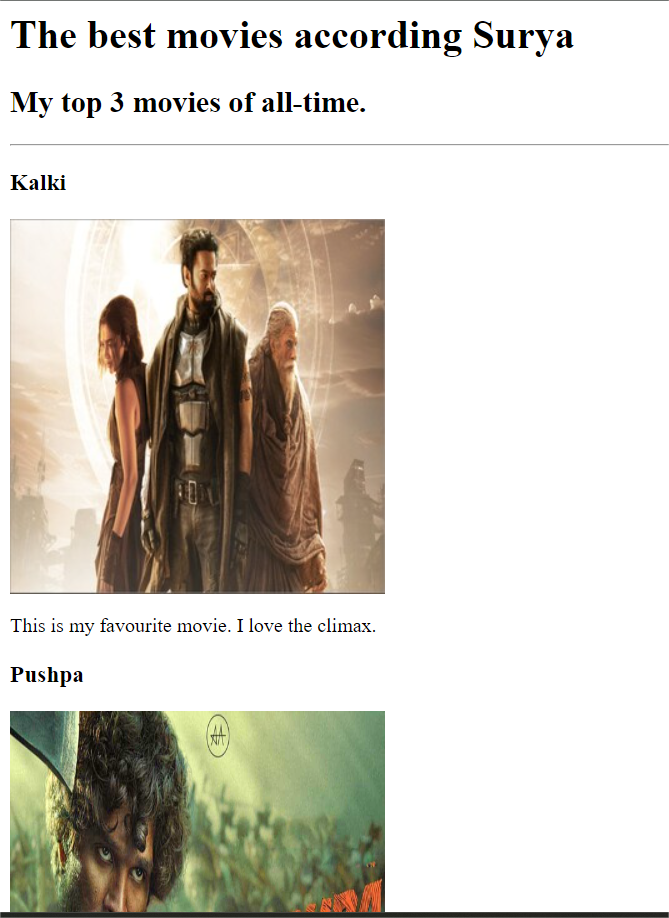 The best movies according Surya
My top 3 movies of all-time.
Kalki
This is my favourite movie. I love the climax.
Pushpa
AA